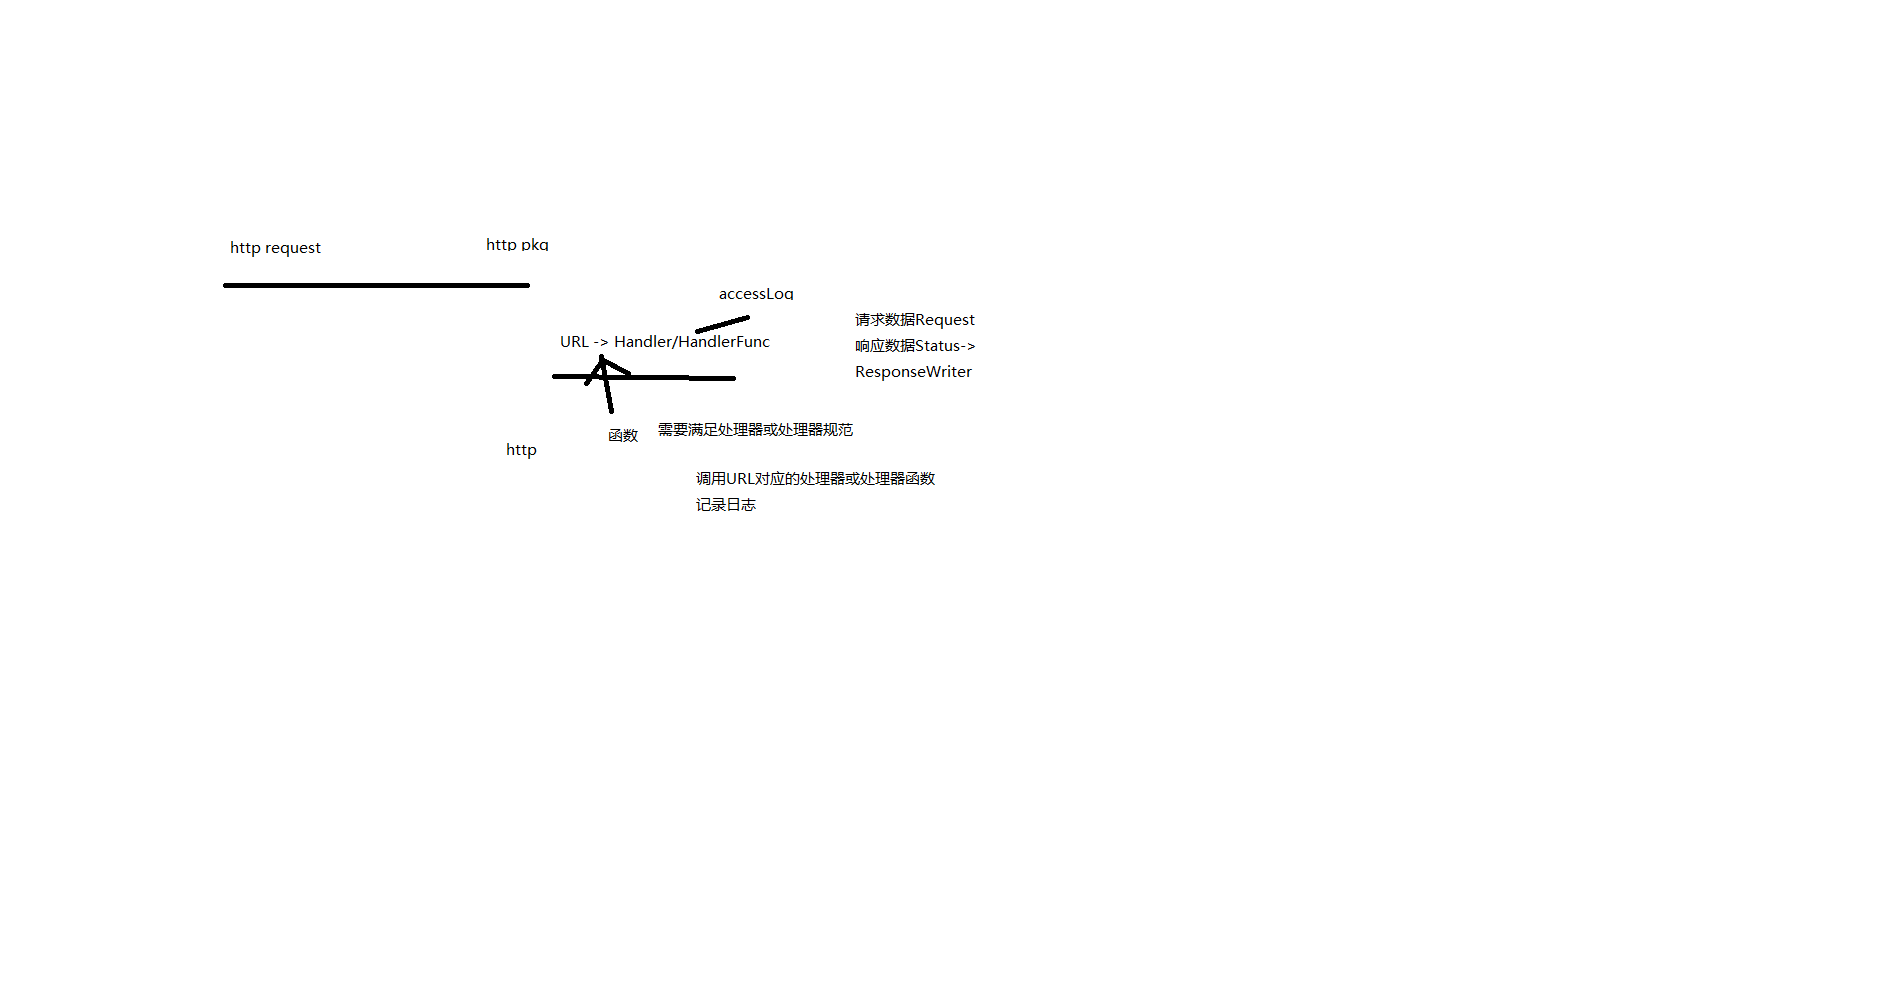 http request
http pkg
accessLog
请求数据Request
URL -> Handler/HandlerFunc
响应数据Status->
ResponseWriter
函数
需要满足处理器或处理器规范
http
调用URL对应的处理器或处理器函数
记录日志